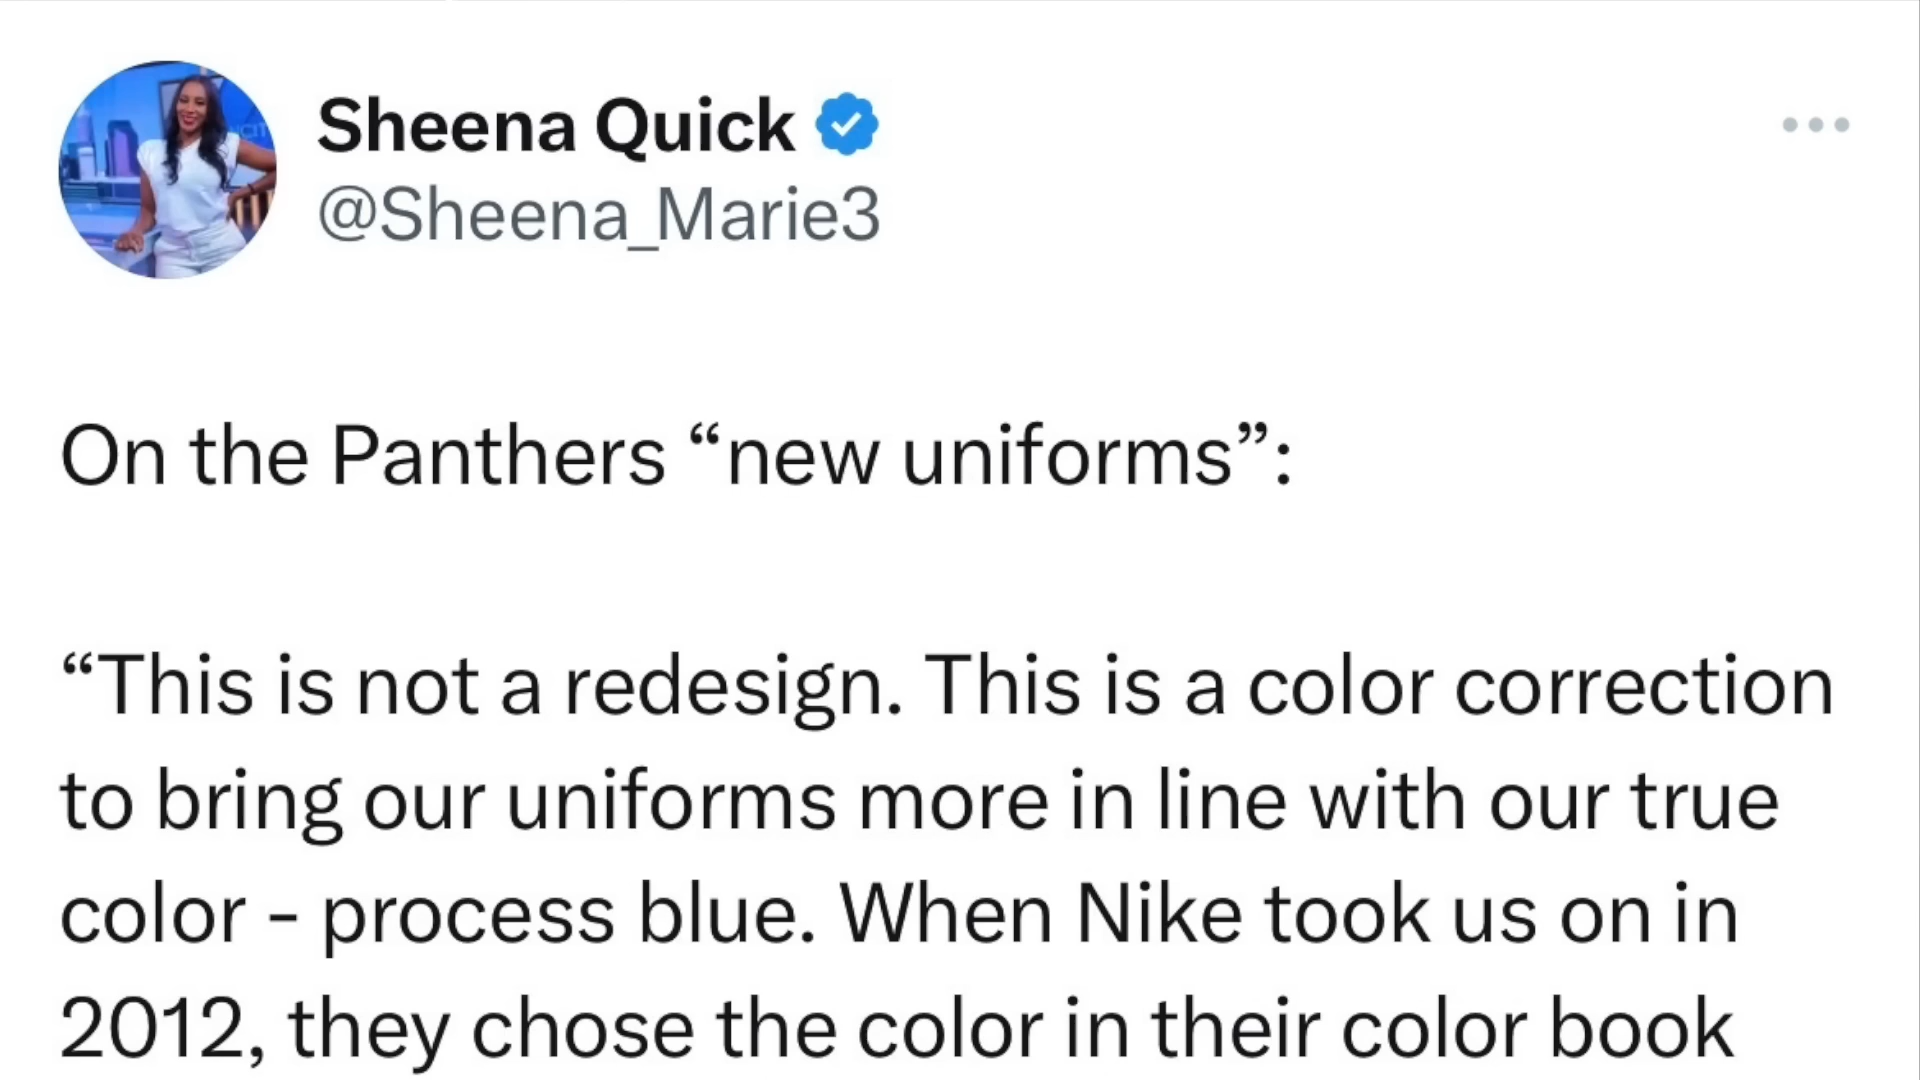 Sheena Quick
@Sheena_Marie3
On the Panthers “new uniforms”:
“This is not a redesign. This is a color correction
to bring our uniforms more in line with our true
color - process blue. When Nike took us on in
2012, they chose the color in their color book